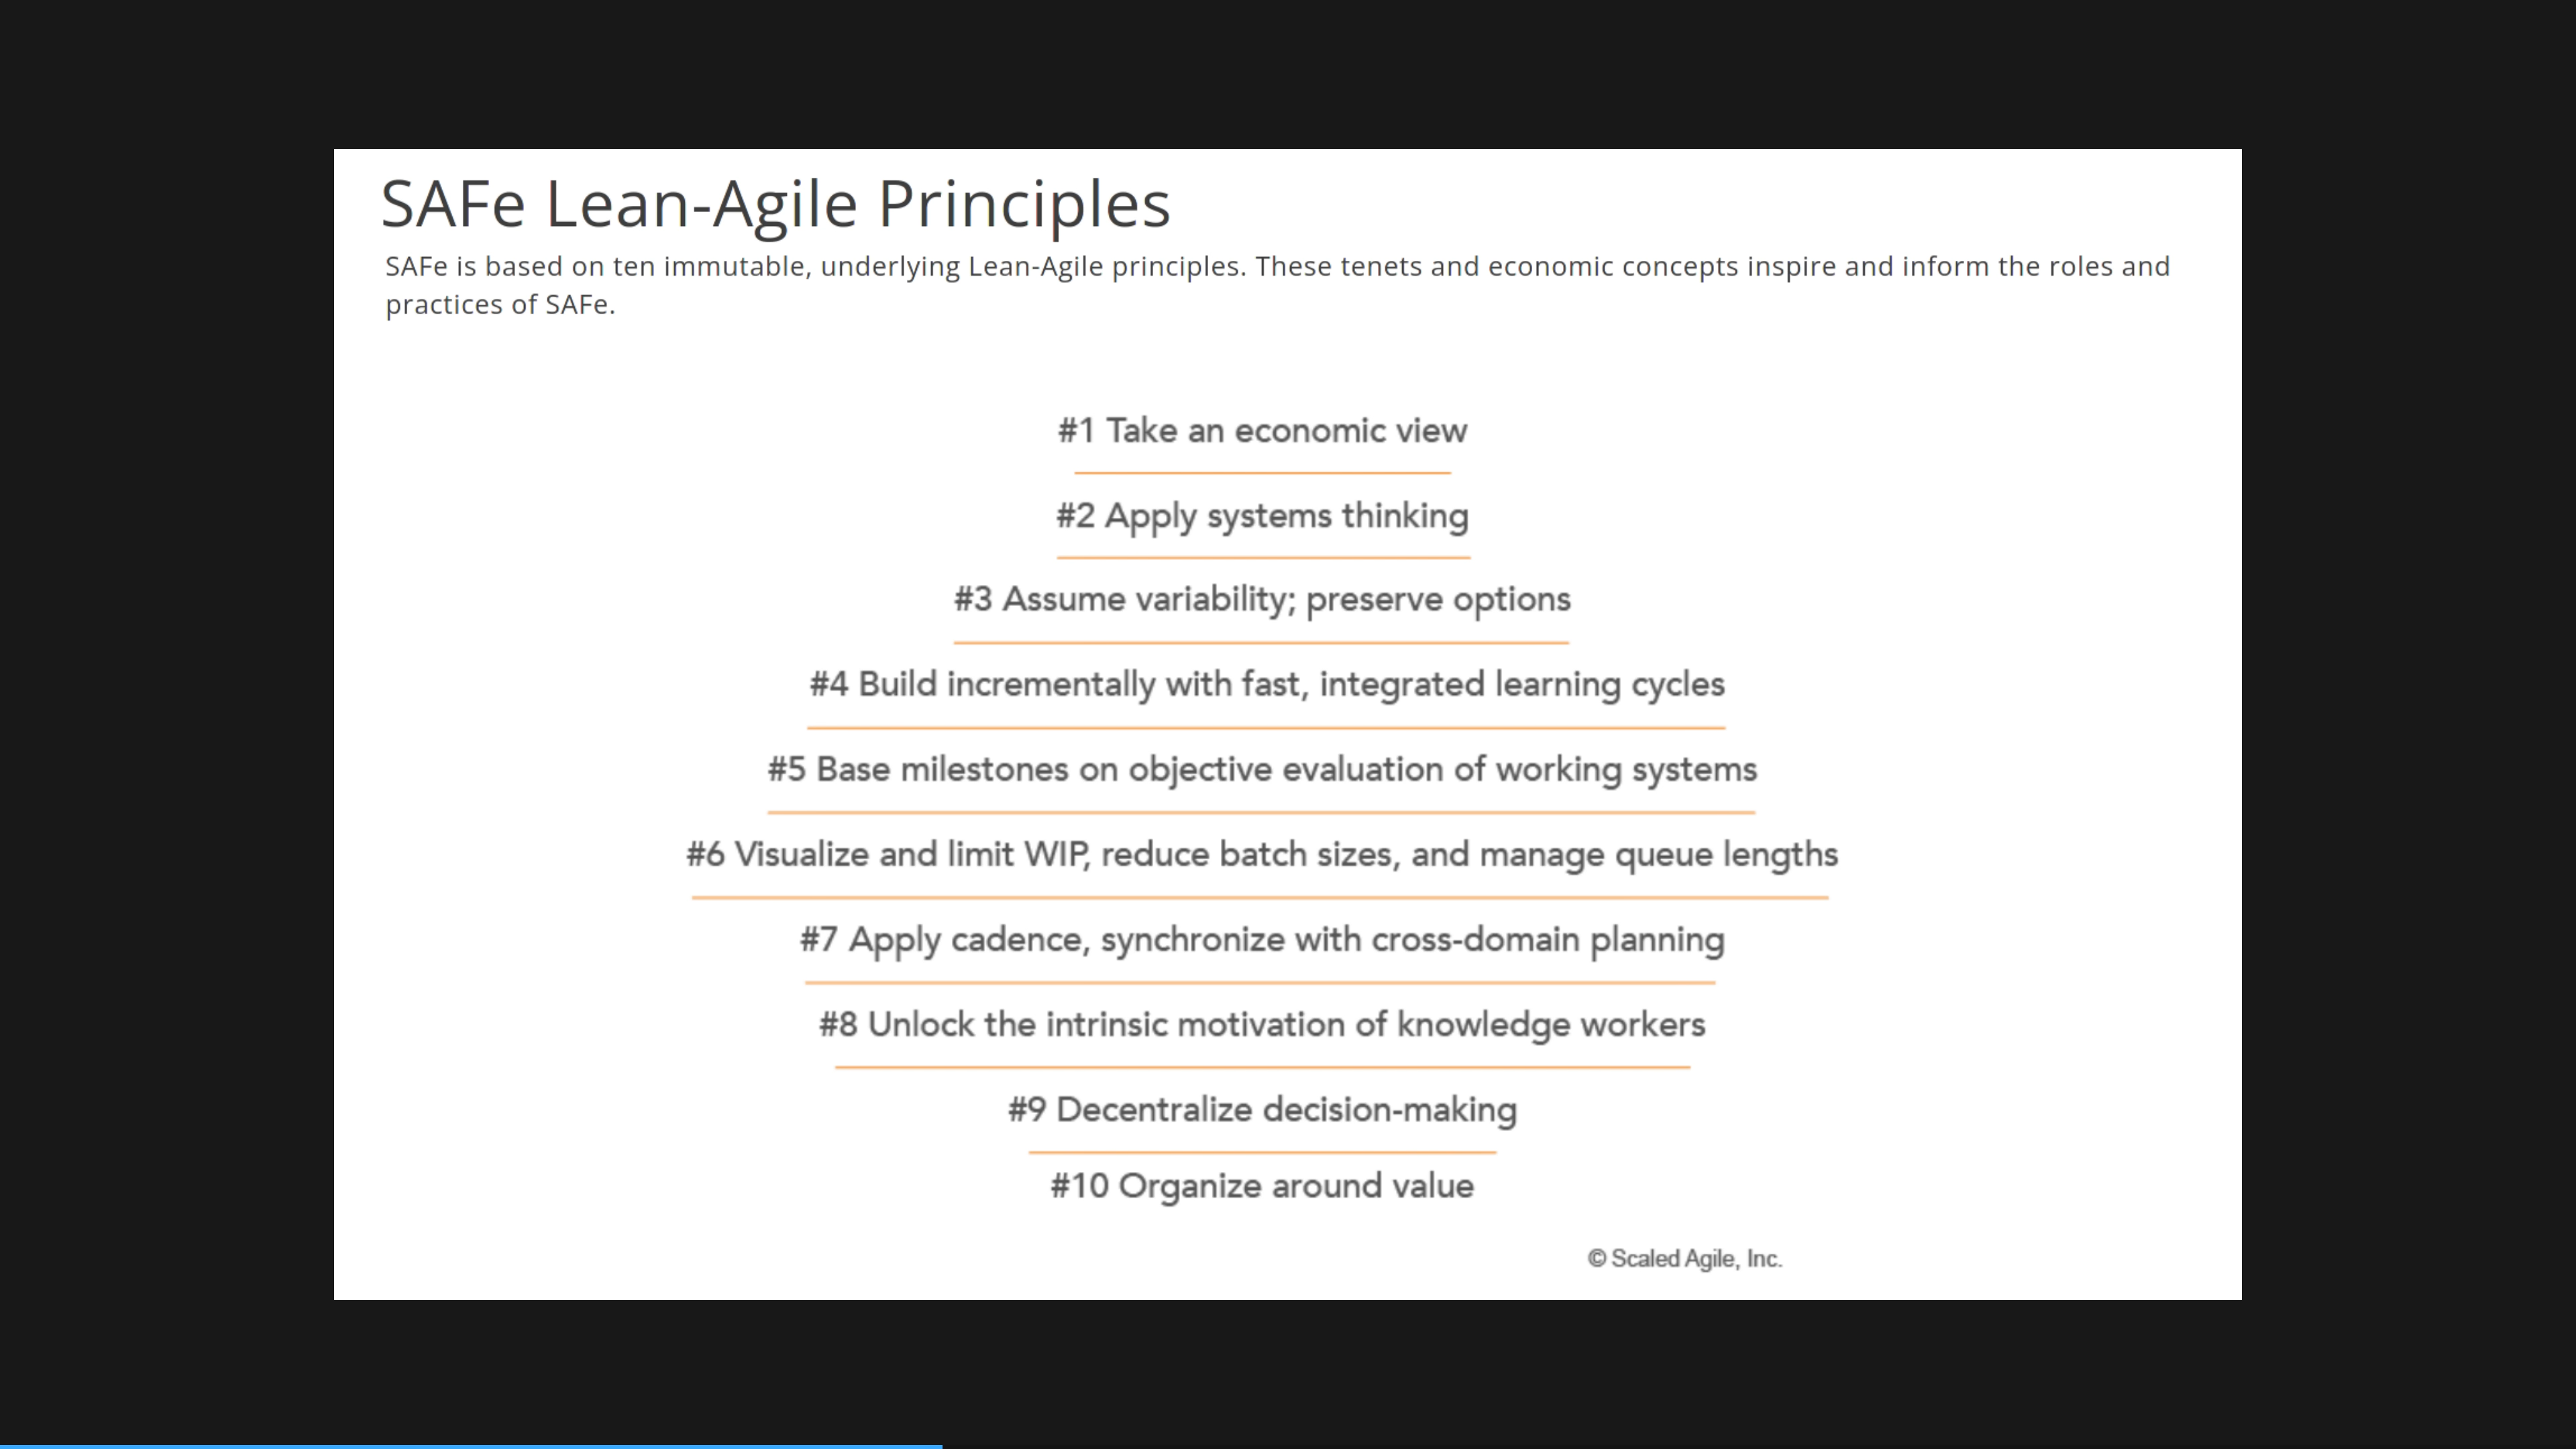 SAFe Lean-Agile Principles
SAFe is based on ten immutable, underlying Lean-Agile principles. These tenets and economic concepts inspire and inform the roles and
practices of SAFe.
#1 Take an economic view
#2 Apply systems thinking
#3 Assume variability; preserve options
#4 Build incrementally with fast, integrated learning cycles
#5 Base milestones on objective evaluation of working systems
#6 Visualize and limit WIP, reduce batch sizes, and manage queue lengths
#7 Apply cadence, synchronize with cross-domain planning
#8 Unlock the intrinsic motivation of knowledge workers
#9 Decentralize decision-making
#10 Organize around value
© Scaled Agile, Inc.